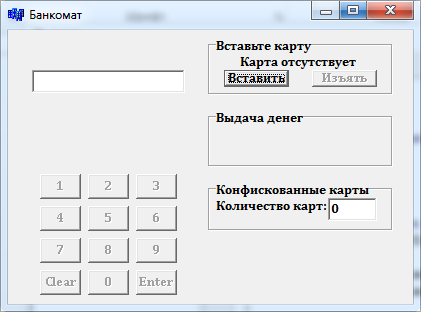 Банкомат
Вставьте карту
Карта отсутствует
Вставить Изъять
Выдача денег
1 2 3
4 5 6
7 8 9
Clear 0 Enter
Конфискованные карты
Количество карт: 0